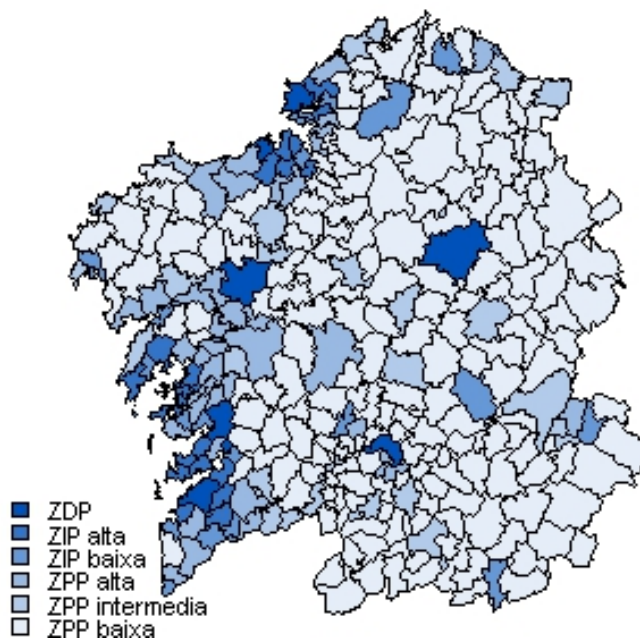 ZDP
ZIP alta
ZIP baixa
ZPP alta
ZPP intermedia
ZPP baixa